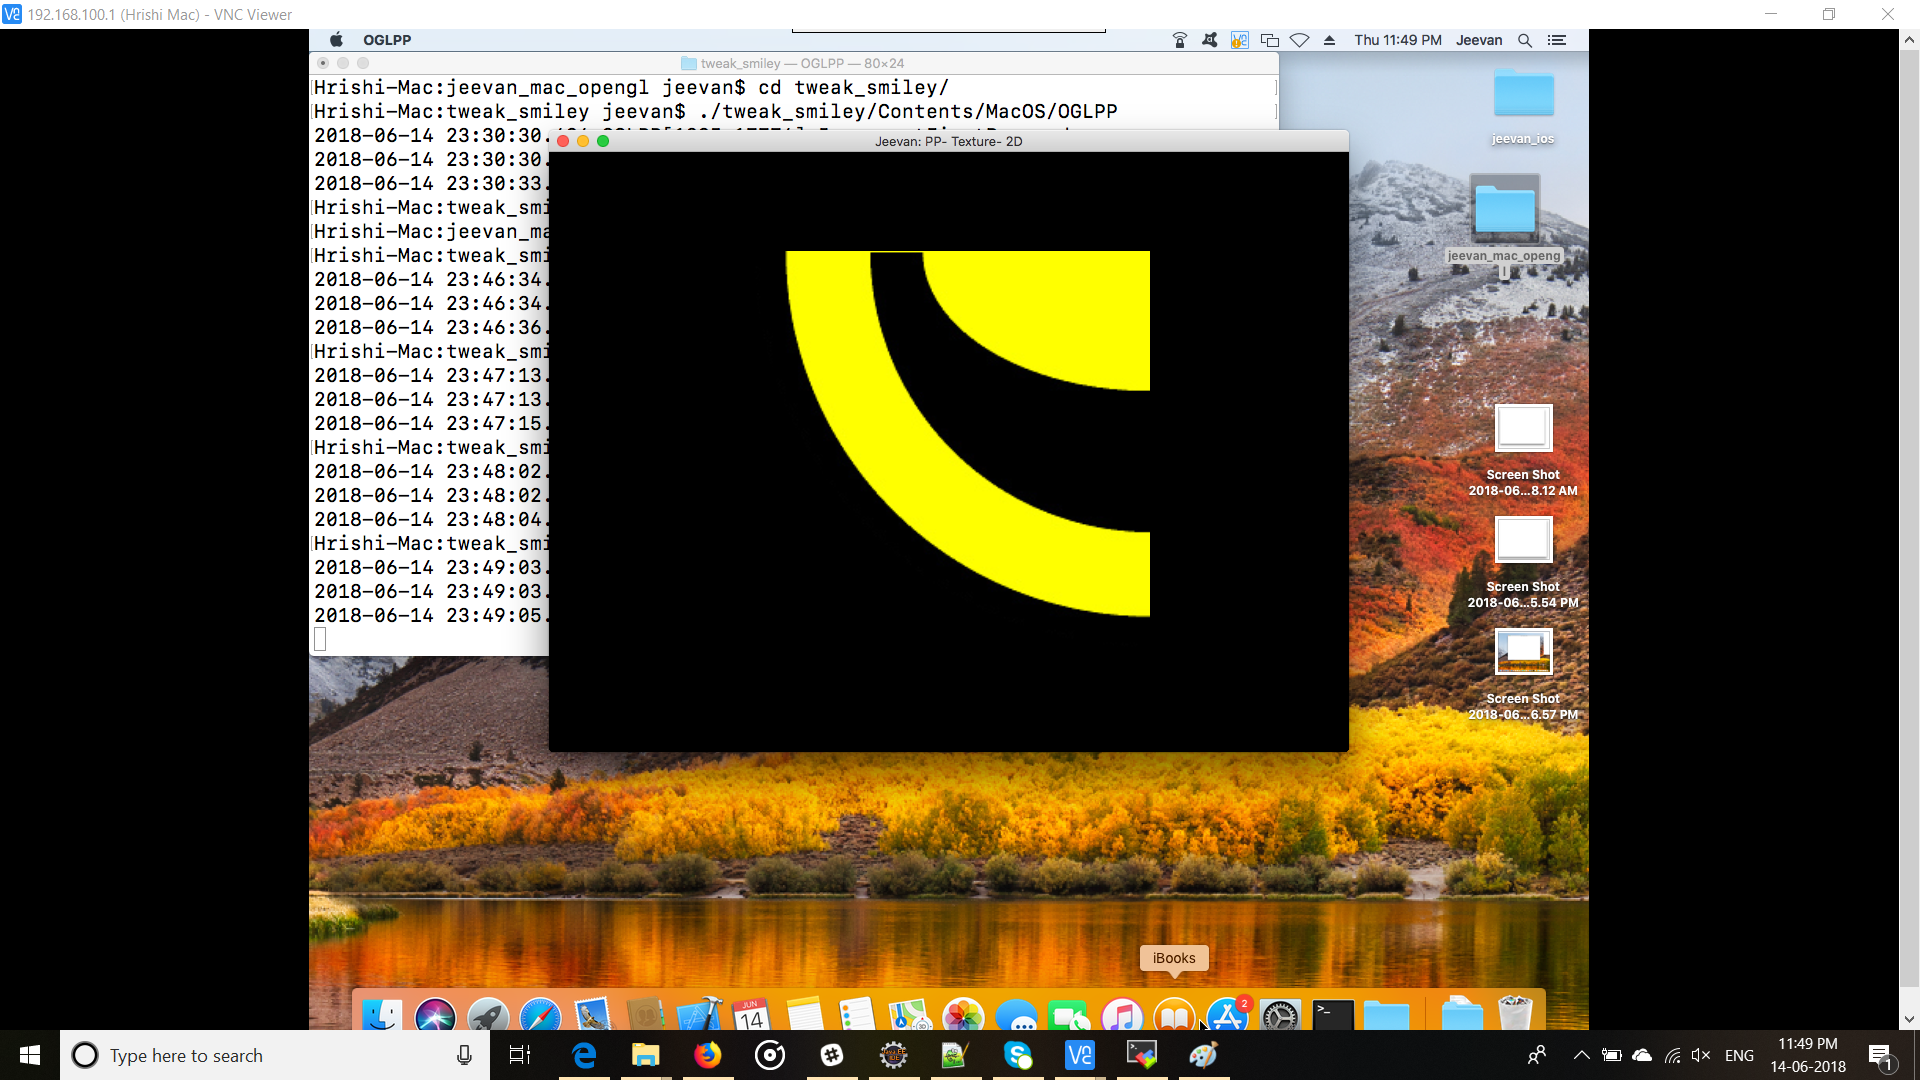 192.168.100.1 (Hrishi Mac) - VNC Viewer
OGLPP
Thu 11:49 PM Jeevan
tweak_smiley — OGLPP — 80×24
Hrishi-Mac:jeevan_mac_opengl jeevan$ cd tweak_smiley/
Hrishi-Mac:tweak_smiley jeevan$ ./tweak_smiley/Contents/MacOS/OGLPP
2018-06-14 23:30:30.
2018-06-14 23:30:30.
2018-06-14 23:30:33.
Hrishi-Mac:tweak_smi
Hrishi-Mac:jeevan_ma
Hrishi-Mac:tweak_smi
2018-06-14 23:46:34.
2018-06-14 23:46:34.
2018-06-14 23:46:36.
Hrishi-Mac:tweak_smi
2018-06-14 23:47:13.
2018-06-14 23:47:13.
2018-06-14 23:47:15.
Hrishi-Mac:tweak_smi
2018-06-14 23:48:02.
2018-06-14 23:48:02.
2018-06-14 23:48:04.
Hrishi-Mac:tweak_smi
2018-06-14 23:49:03.
2018-06-14 23:49:03.
2018-06-14 23:49:05.
Jeevan: PP- Texture- 2D
jeevan_ios
jeevan_mac_openg
l
Screen Shot
2018-06...8.12 AM
Screen Shot
2018-06...5.54 PM
Screen Shot
2018-06...6.57 PM
iBooks
JUN
14
2
Type here to search
ENG
11:49 PM
14-06-2018
1